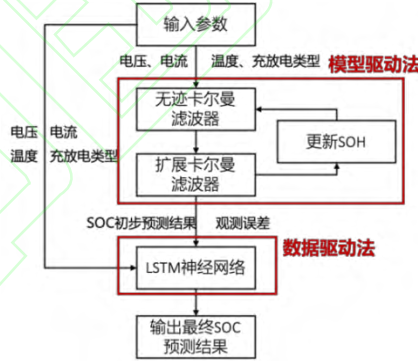 输入参数
电压、电流 温度、充放电类型
模型驱动法
无迹卡尔曼
滤波器
电压 电流
温度 充放电类型
更新SOH
扩展卡尔曼
滤波器
SOC初步预测结果 观测误差
数据驱动法
LSTM神经网络
输出最终SOC
预测结果